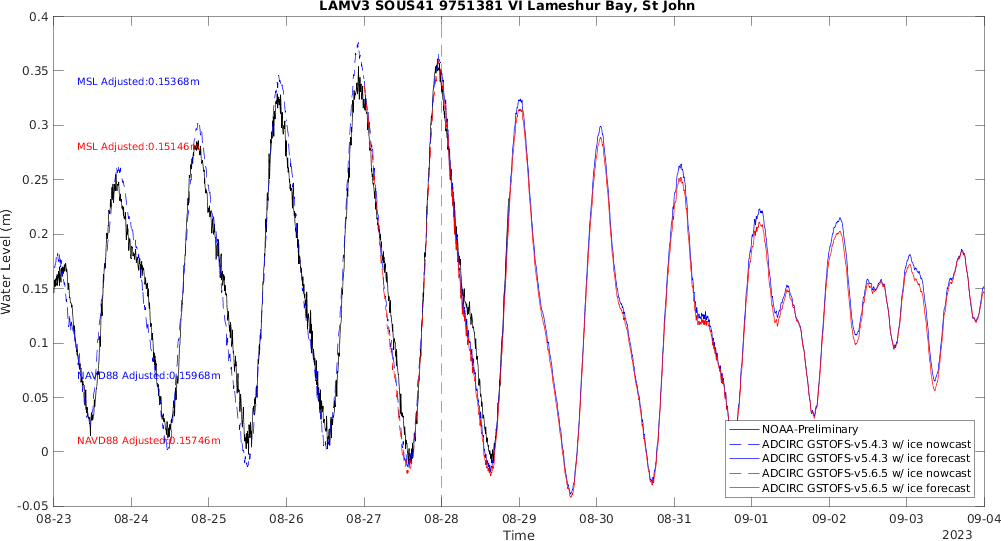 LAMV3 SOUS41 9751381 VI Lameshur Bay, St John
0.4
0.35
0.3
0.25
0.2
0.15
0.1
0.05
0
-0.05
Water Level (m)
MSL Adjusted:0.15368m
MSL Adjusted:0.15146m
NAVD88 Adjusted:0.15968m
NAVD88 Adjusted:0.15746m
NOAA-Preliminary
ADCIRC GSTOFS-v5.4.3 w/ ice nowcast
ADCIRC GSTOFS-v5.4.3 w/ ice forecast
ADCIRC GSTOFS-v5.6.5 w/ ice nowcast
ADCIRC GSTOFS-v5.6.5 w/ ice forecast
08-23 08-24 08-25 08-26 08-27 08-28 08-29 08-30 08-31 09-01 09-02 09-03 09-04
Time
2023